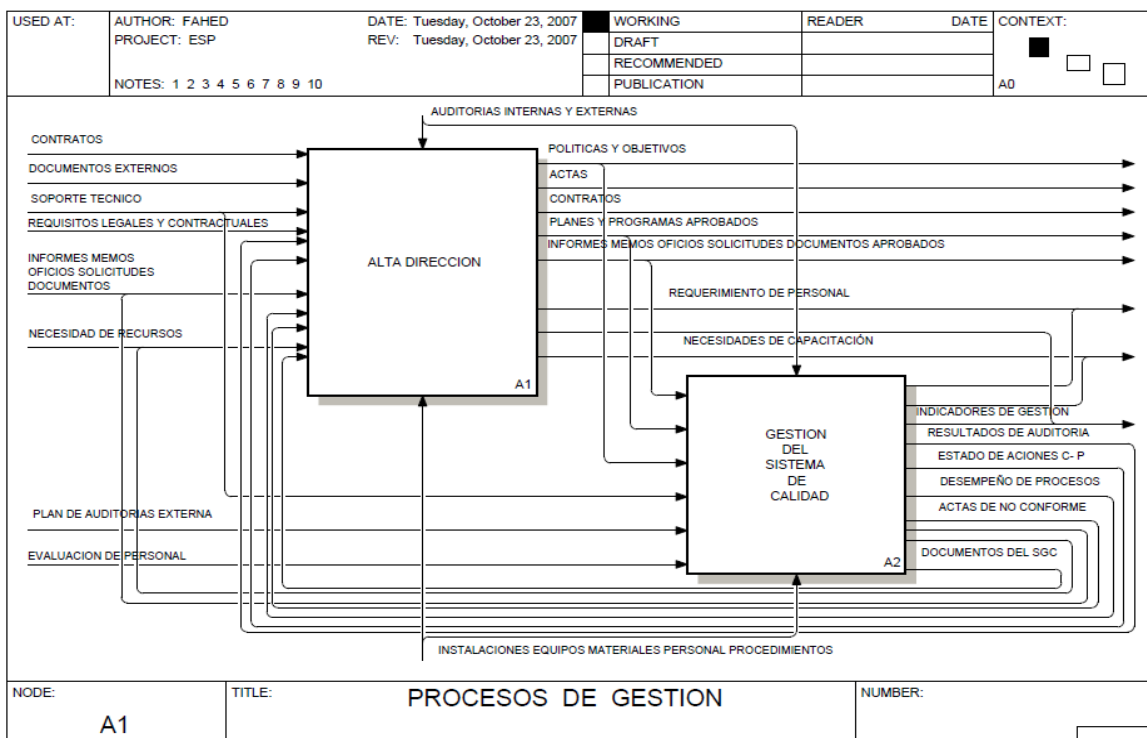 USED AT:
AUTHOR: FAHED
DATE: Tuesday, October 23, 2007
PROJECT: ESP
REV: Tuesday, October 23, 2007
NOTES: 1 2 3 4 5 6 7 8 9 10
WORKING
DRAFT
RECOMMENDED
PUBLICATION
READER
DATE
CONTEXT:
A0
AUDITORIAS INTERNAS Y EXTERNAS
CONTRATOS
DOCUMENTOS EXTERNOS
SOPORTE TECNICO
REQUISITOS LEGALES Y CONTRACTUALES
INFORMES MEMOS
OFICIOS SOLICITUDES
DOCUMENTOS
NECESIDAD DE RECURSOS
ALTA DIRECCION
A1
POLITICAS Y OBJETIVOS
ACTAS
CONTRATOS
PLANES Y PROGRAMAS APROBADOS
INFORMES MEMOS OFICIOS SOLICITUDES DOCUMENTOS APROBADOS
REQUERIMIENTO DE PERSONAL
NECESIDADES DE CAPACITACIÓN
GESTION
DEL
SISTEMA
DE
CALIDAD
A2
INDICADORES DE GESTION
RESULTADOS DE AUDITORIA
ESTADO DE ACIONES C- P
DESEMPEÑO DE PROCESOS
ACTAS DE NO CONFORME
DOCUMENTOS DEL SGC
PLAN DE AUDITORIAS EXTERNA
EVALUACION DE PERSONAL
INSTALACIONES EQUIPOS MATERIALES PERSONAL PROCEDIMIENTOS
NODE:
A1
TITLE:
PROCESOS DE GESTION
NUMBER: